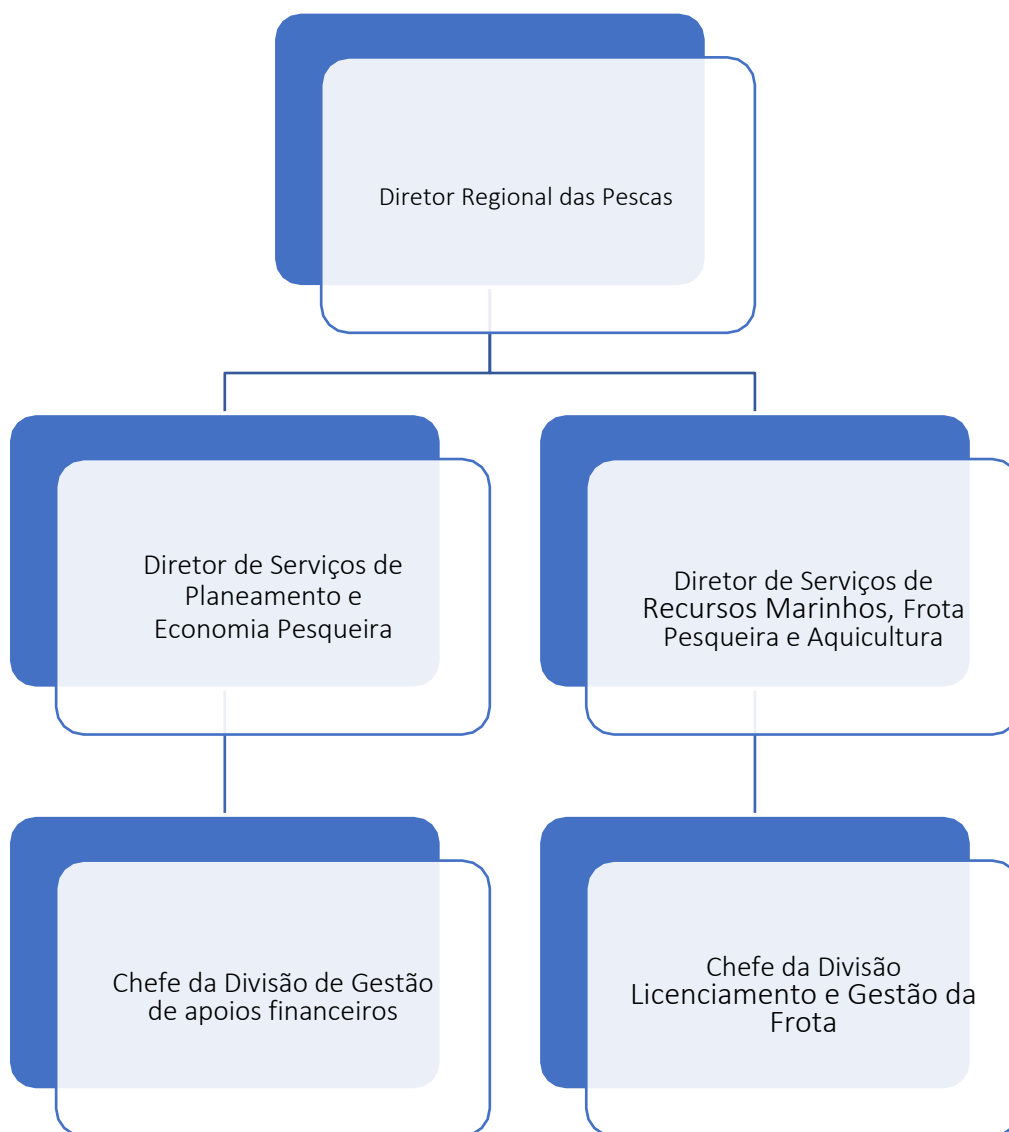 Diretor Regional das Pescas
Diretor de Serviços de
Planeamento e
Economia Pesqueira
Diretor de Serviços de
Recursos Marinhos, Frota
Pesqueira e Aquicultura
Chefe da Divisão de Gestão
de apoios financeiros
Chefe da Divisão
Licenciamento e Gestão da
Frota